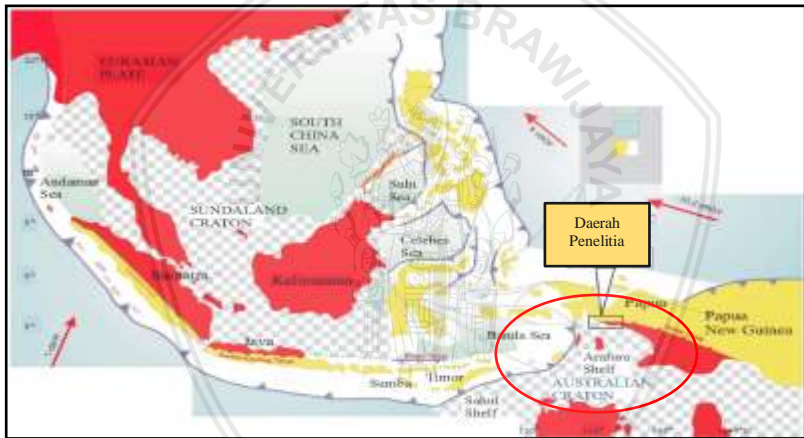 UNIVERSITAS BRAWIJAYA
EURASIAN
PLATE
SOUTH
CHINA
SEA
Andaman
Sea
Sulu
Sea
SUNDALAND
CRATON
Daerah
Penelitia
Celebes
Sea
Sumatra
Kalimantan
Papua
Papua
New Guinea
Java
Banda Sea
Arafura
Shelf
AUSTRALIAN
CRATON
Sumba
Timor
Sahul
Shelf